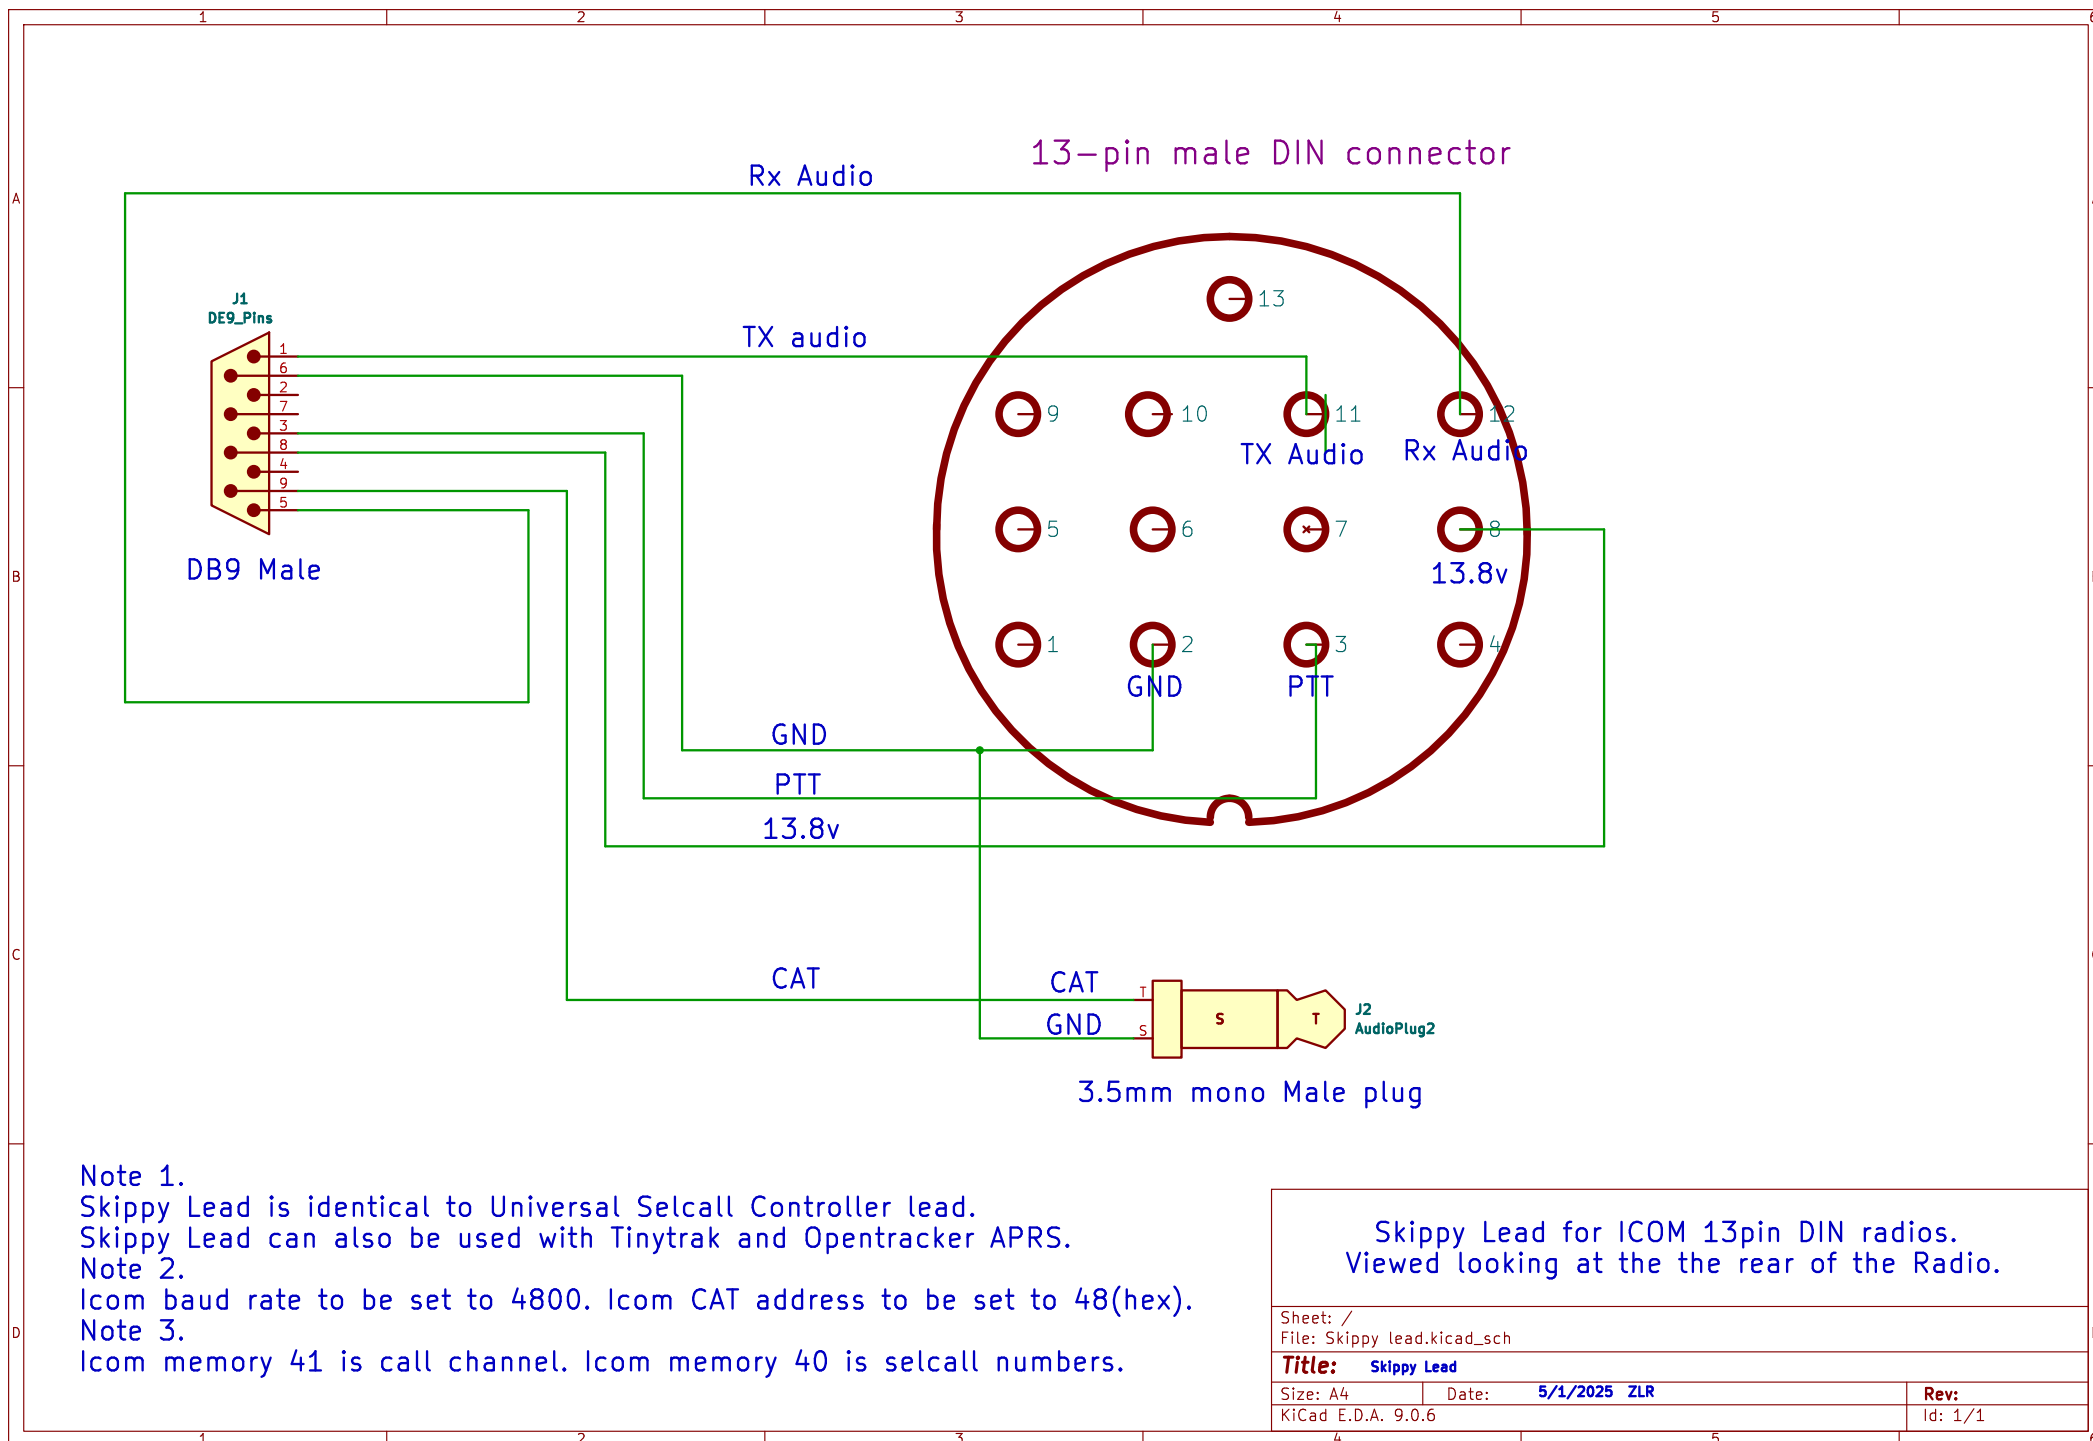 1 2 3 4 5 6
A
B
C
D
13-pin male DIN connector
Rx Audio
J1
DE9_Pins
TX audio
1
6
2
7
3
8
4
9
5
DB9 Male
13
9 10 11 12
TX Audio Rx Audio
5 6 7 8
13.8v
1 2 3 4
GND PTT
GND
PTT
13.8v
CAT CAT
GND
T
S
S T
J2
AudioPlug2
3.5mm mono Male plug
Note 1.
Skippy Lead is identical to Universal Selcall Controller lead.
Skippy Lead can also be used with Tinytrak and Opentracker APRS.
Note 2.
Icom baud rate to be set to 4800. Icom CAT address to be set to 48(hex).
Note 3.
Icom memory 41 is call channel. Icom memory 40 is selcall numbers.
Skippy Lead for ICOM 13pin DIN radios.
Viewed looking at the the rear of the Radio.
Sheet: /
File: Skippy lead.kicad_sch
Title: Skippy Lead
Size: A4 Date: 5/1/2025 ZLR Rev:
KiCad E.D.A. 9.0.6 Id: 1/1
1 2 3 4 5 6